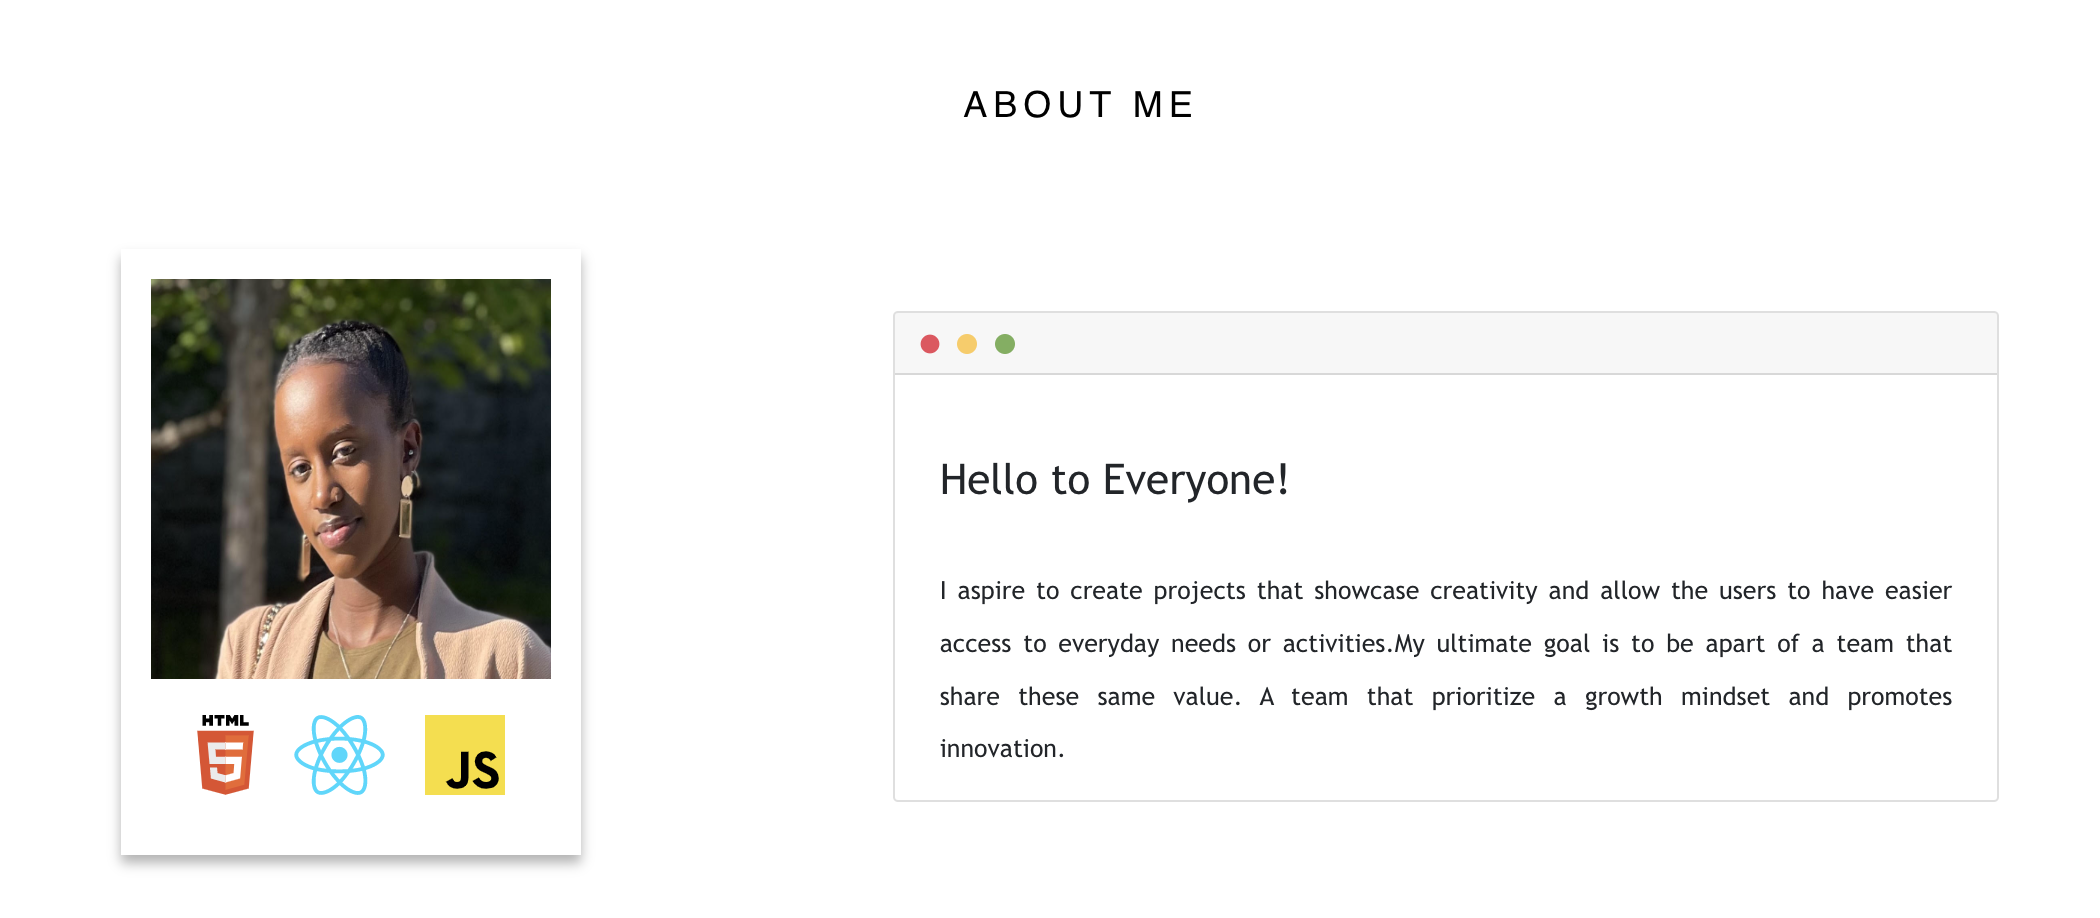 ABOUT ME
Hello to Everyone!
I aspire to create projects that showcase creativity and allow the users to have easier
access to everyday needs or activities.My ultimate goal is to be apart of a team that
share these same value. A team that prioritize a growth mindset and promotes
innovation.
HTML
5
JS